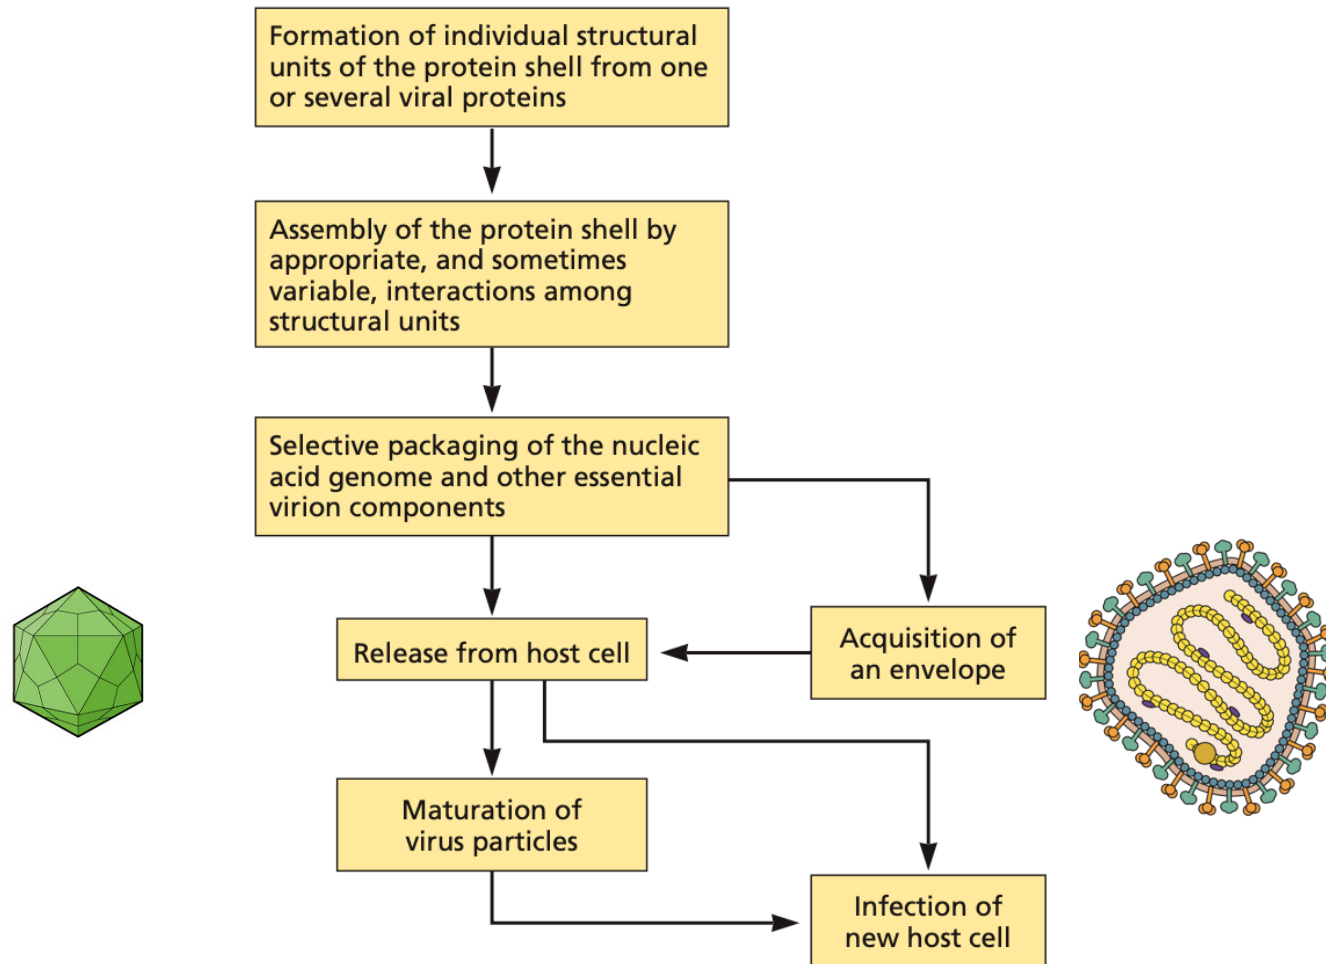 Formation of individual structural
units of the protein shell from one
or several viral proteins
Assembly of the protein shell by
appropriate, and sometimes
variable, interactions among
structural units
Selective packaging of the nucleic
acid genome and other essential
virion components
Release from host cell
Acquisition of
an envelope
Maturation of
virus particles
Infection of
new host cell